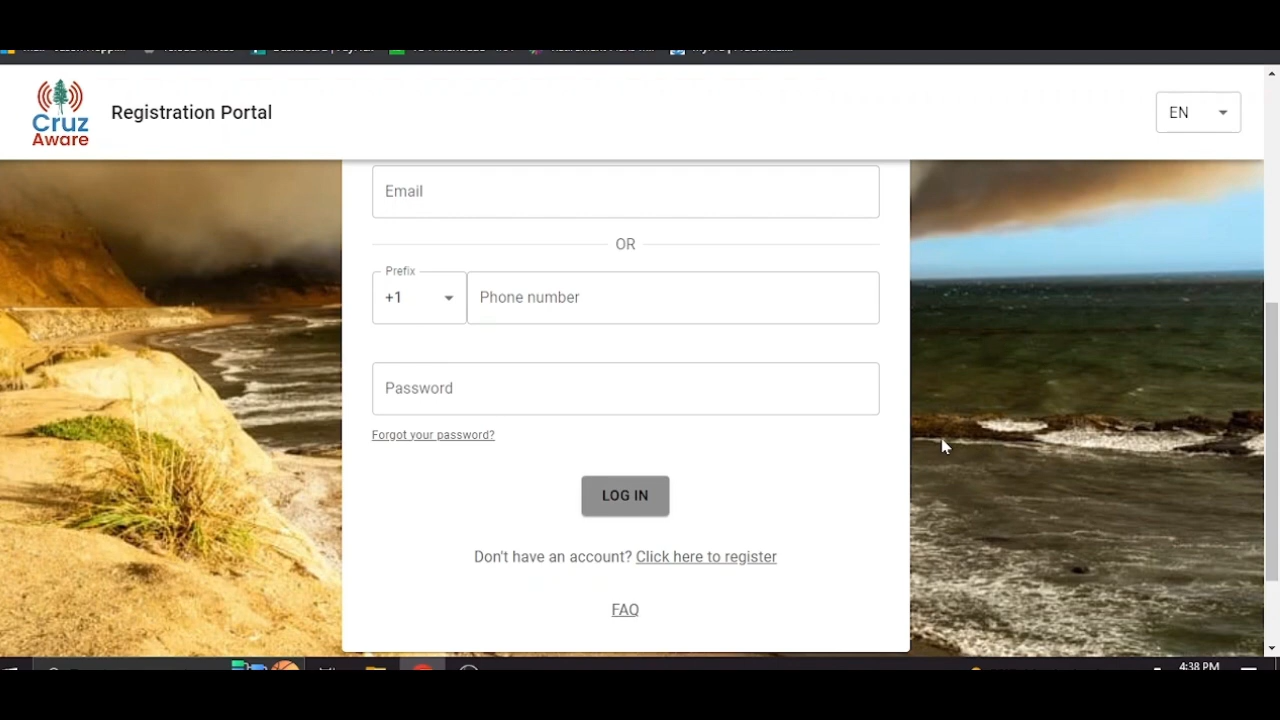 Cruz
Aware
Registration Portal
EN
Email
OR
Prefix
+1
Phone number
Password
Forgot your password?
LOG IN
Don't have an account? Click here to register
FAQ
4:38 PM